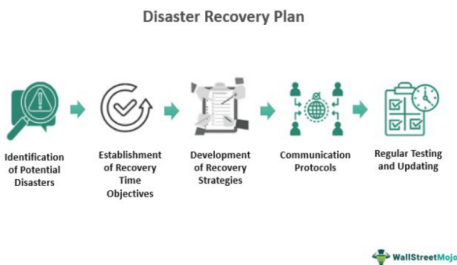 Disaster Recovery Plan
Identification
of Potential
Disasters
Establishment
of Recovery
Time
Objectives
Development
of Recovery
Strategies
Communication
Protocols
Regular Testing
and Updating
WallStreetMojo